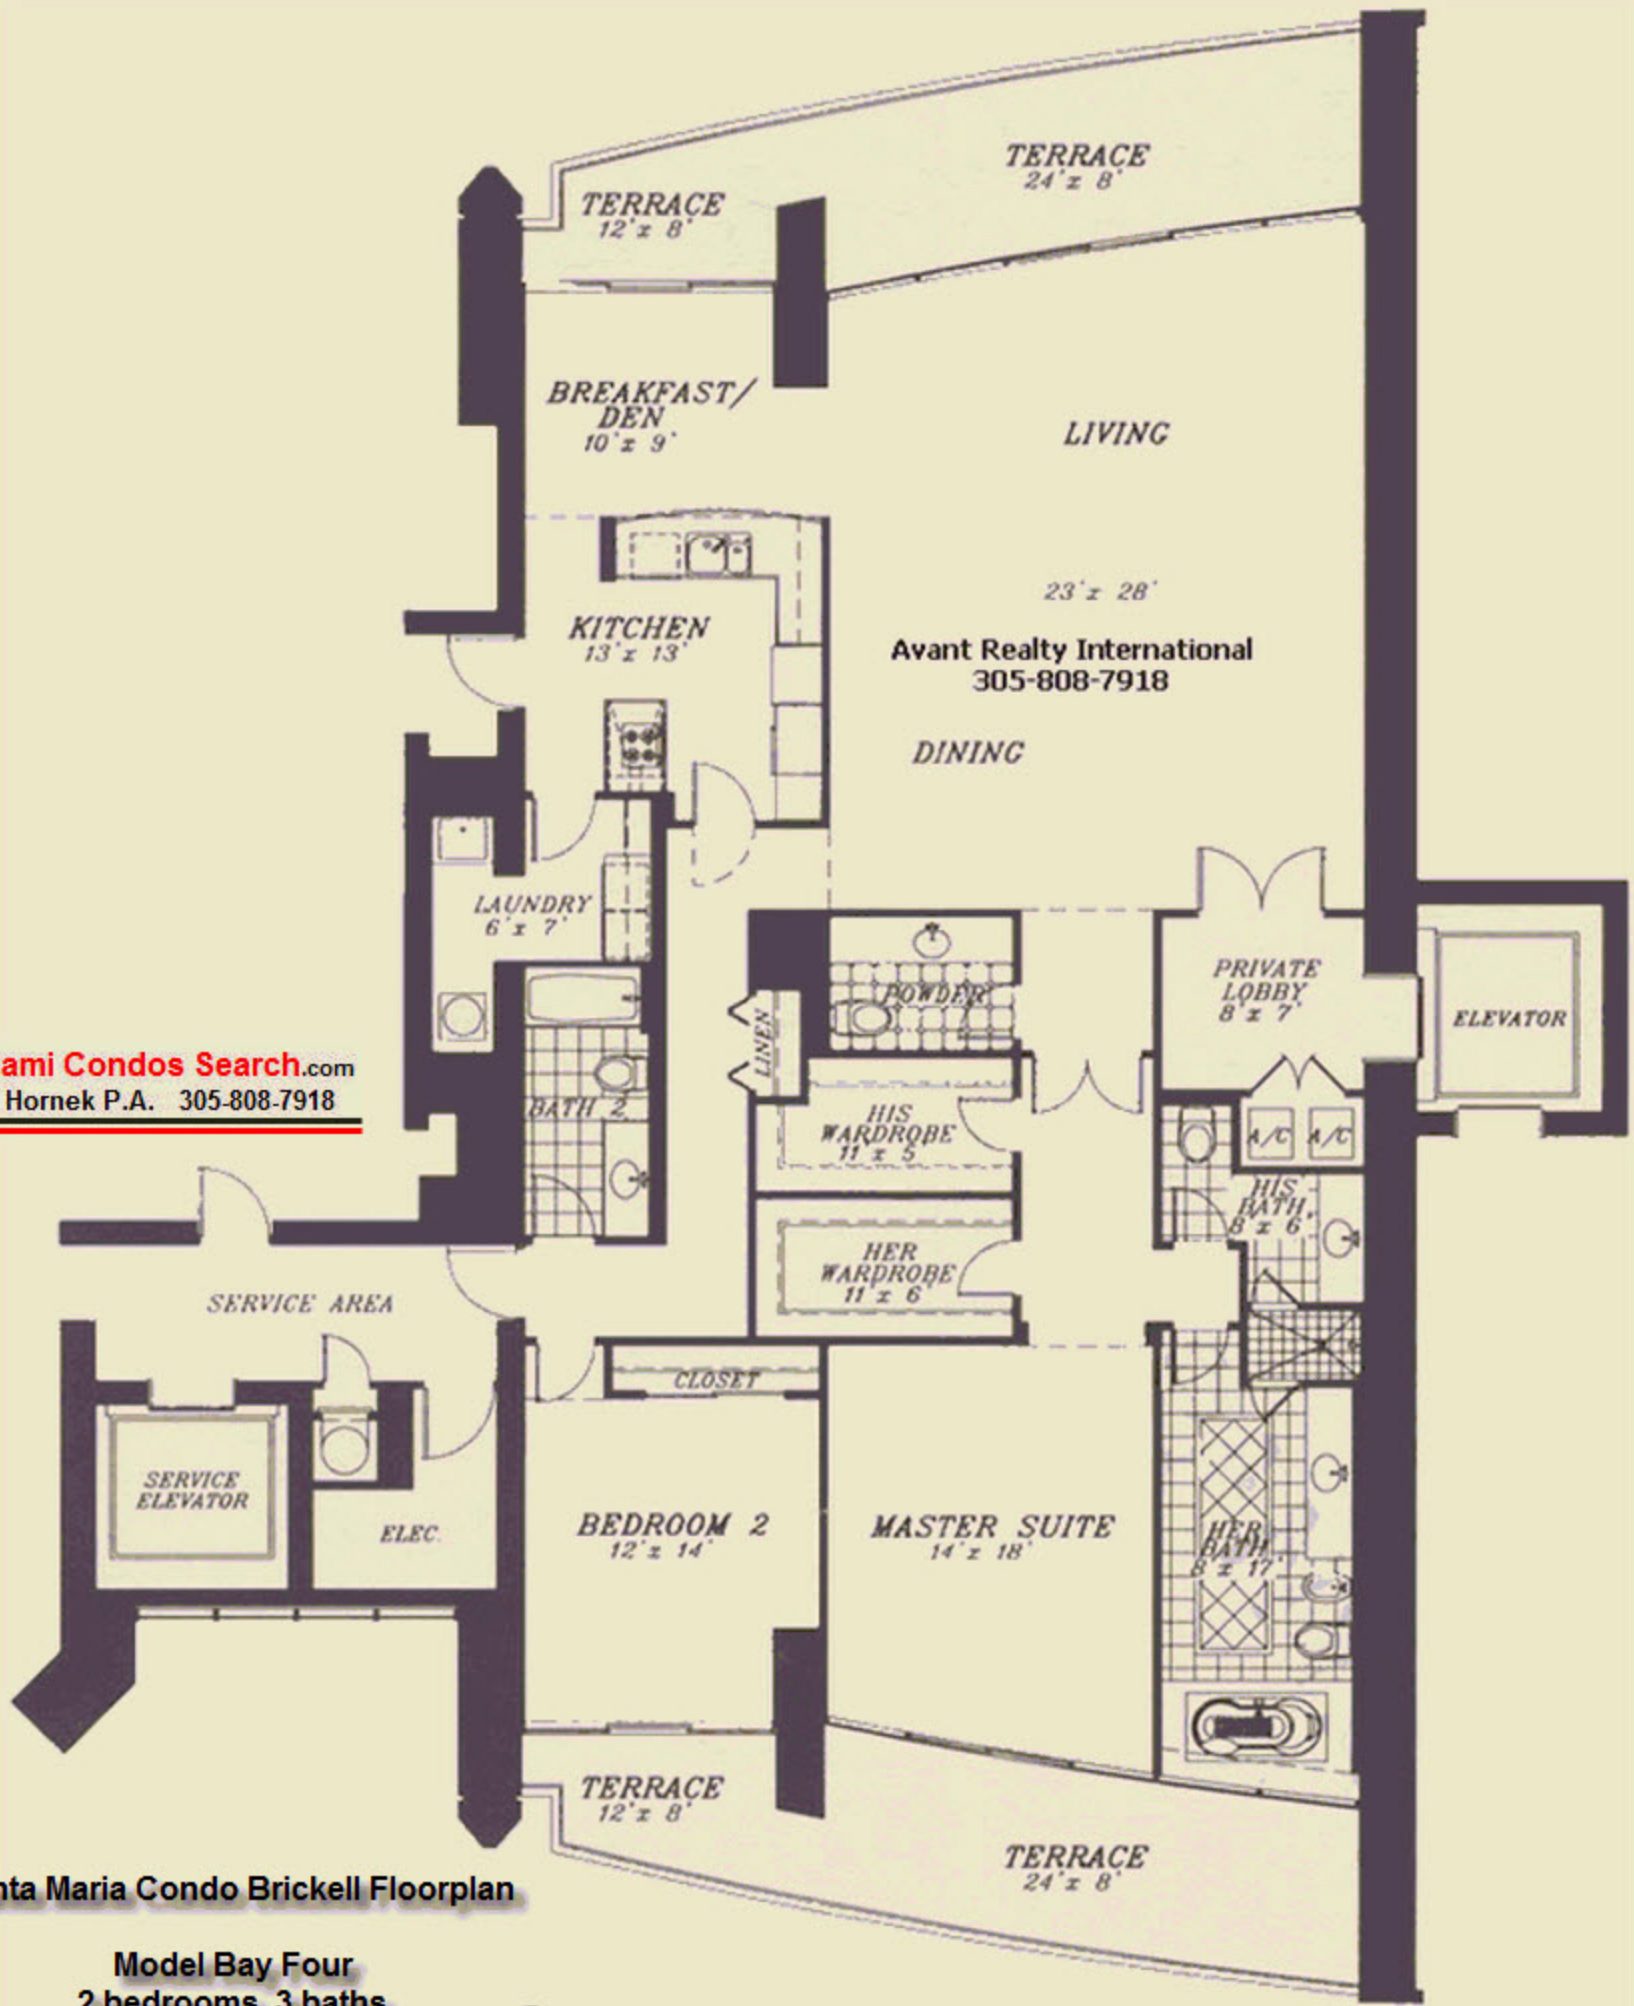 TERRACE
24' x 8'
TERRACE
12' x 8'
BREAKFAST/
DEN
10' x 9'
LIVING
23' x 28'
KITCHEN
13' x 13'
Avant Realty International
305-808-7918
DINING
LAUNDRY
6' x 7'
POWDER
PRIVATE
LOBBY
8' x 7'
ELEVATOR
LINEN
ami Condos Search.com
Hornek P.A. 305-808-7918
BATH 2
HIS
WARDROBE
11' x 5'
A/C A/C
HIS
BATH
8' x 6'
HER
WARDROBE
11' x 6'
SERVICE AREA
CLOSET
SERVICE
ELEVATOR
ELEC.
BEDROOM 2
12' x 14'
MASTER SUITE
14' x 18'
HER
BATH
8' x 17'
TERRACE
12' x 8'
TERRACE
24' x 8'
nta Maria Condo Brickell Floorplan
Model Bay Four
2 bedrooms, 3 baths